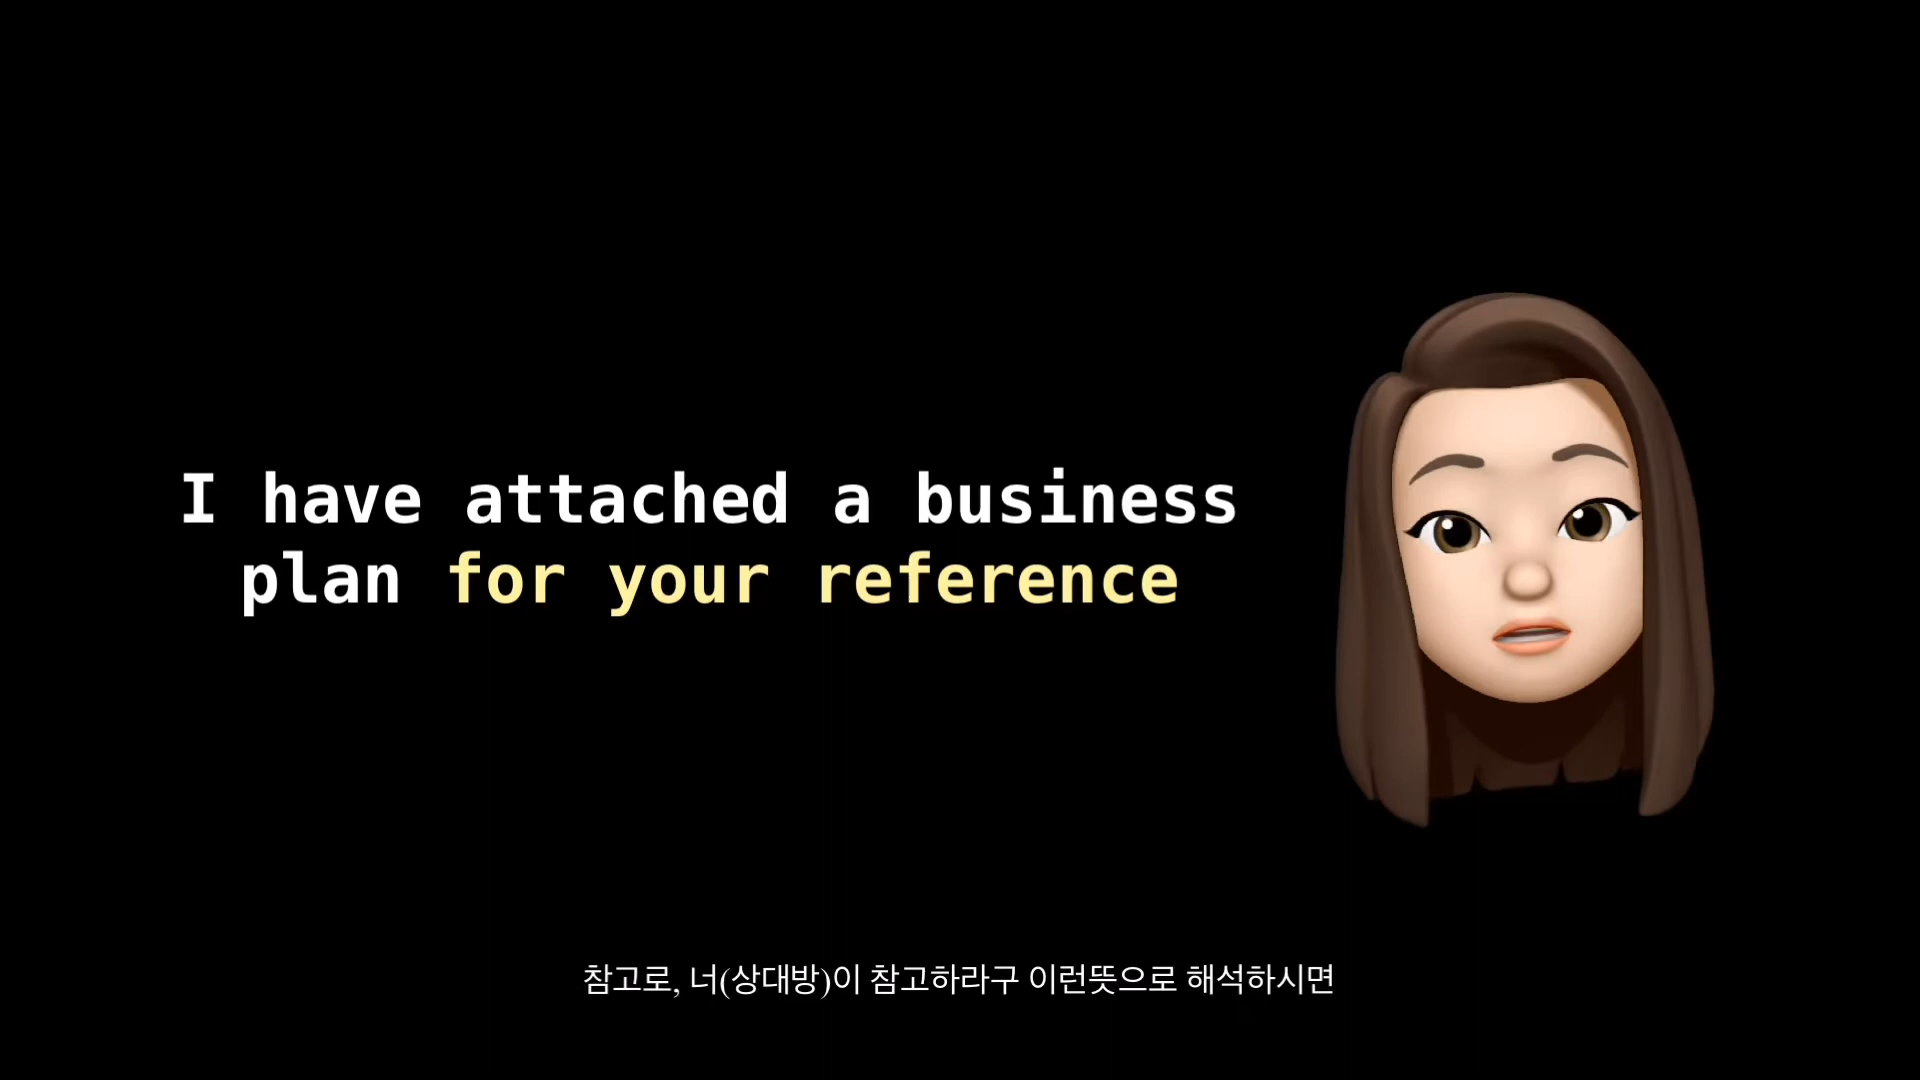 I have attached a business
plan for your reference
참고로, 너(상대방)이 참고하라구 이런뜻으로 해석하시면